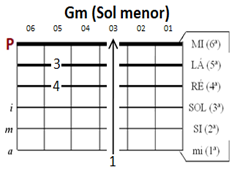 Gm (Sol menor)
06 05 04 03 02 01
P MI (6ª)
3 LÁ (5ª)
4 RÉ (4ª)
i SOL (3ª)
m SI (2ª)
a mi (1ª)
1